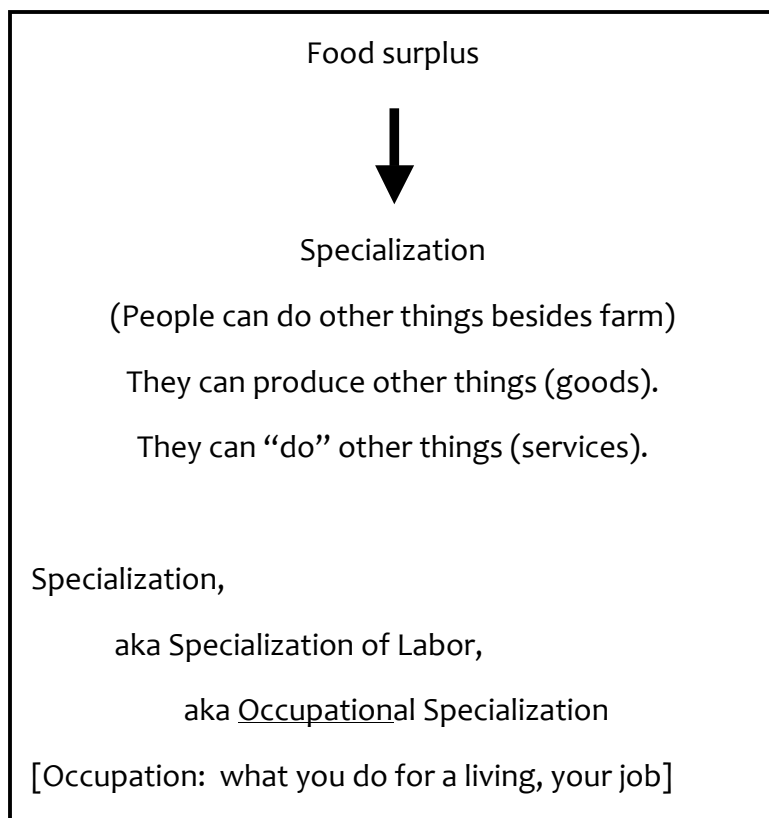 Food surplus
Specialization
(People can do other things besides farm)
They can produce other things (goods).
They can “do” other things (services).
Specialization,
aka Specialization of Labor,
aka Occupational Specialization
[Occupation:  what you do for a living, your job]